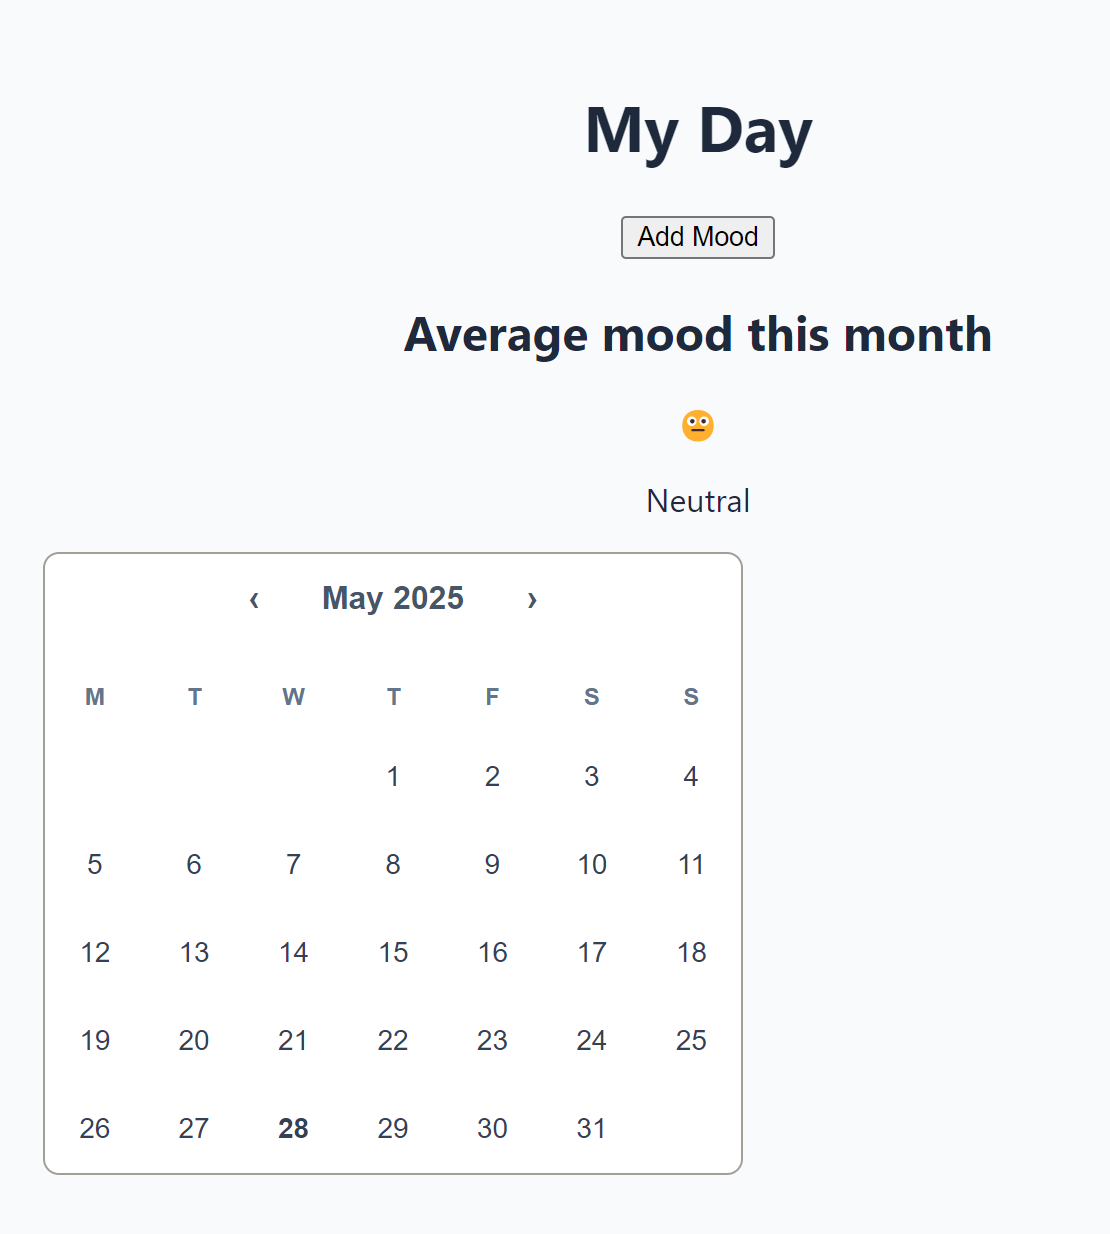 My Day
Add Mood
Average mood this month
Neutral
‹ May 2025 ›
M T W T F S S
1 2 3 4
5 6 7 8 9 10 11
12 13 14 15 16 17 18
19 20 21 22 23 24 25
26 27 28 29 30 31